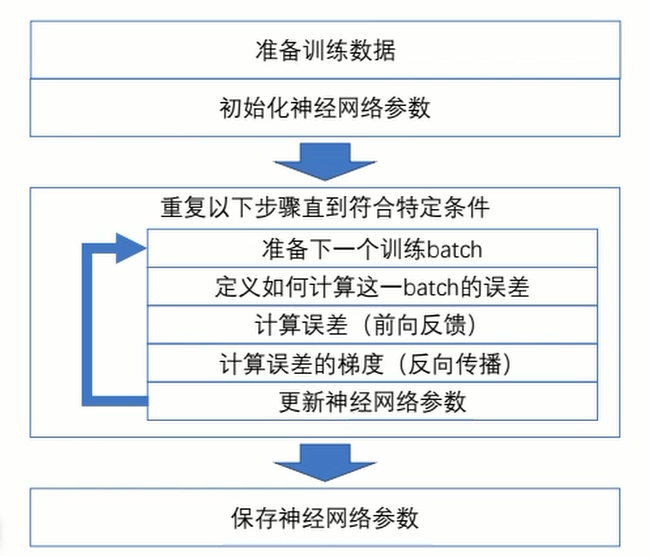 准备训练数据
初始化神经网络参数
重复以下步骤直到符合特定条件
准备下一个训练batch
定义如何计算这一batch的误差
计算误差（前向反馈）
计算误差的梯度（反向传播）
更新神经网络参数
保存神经网络参数